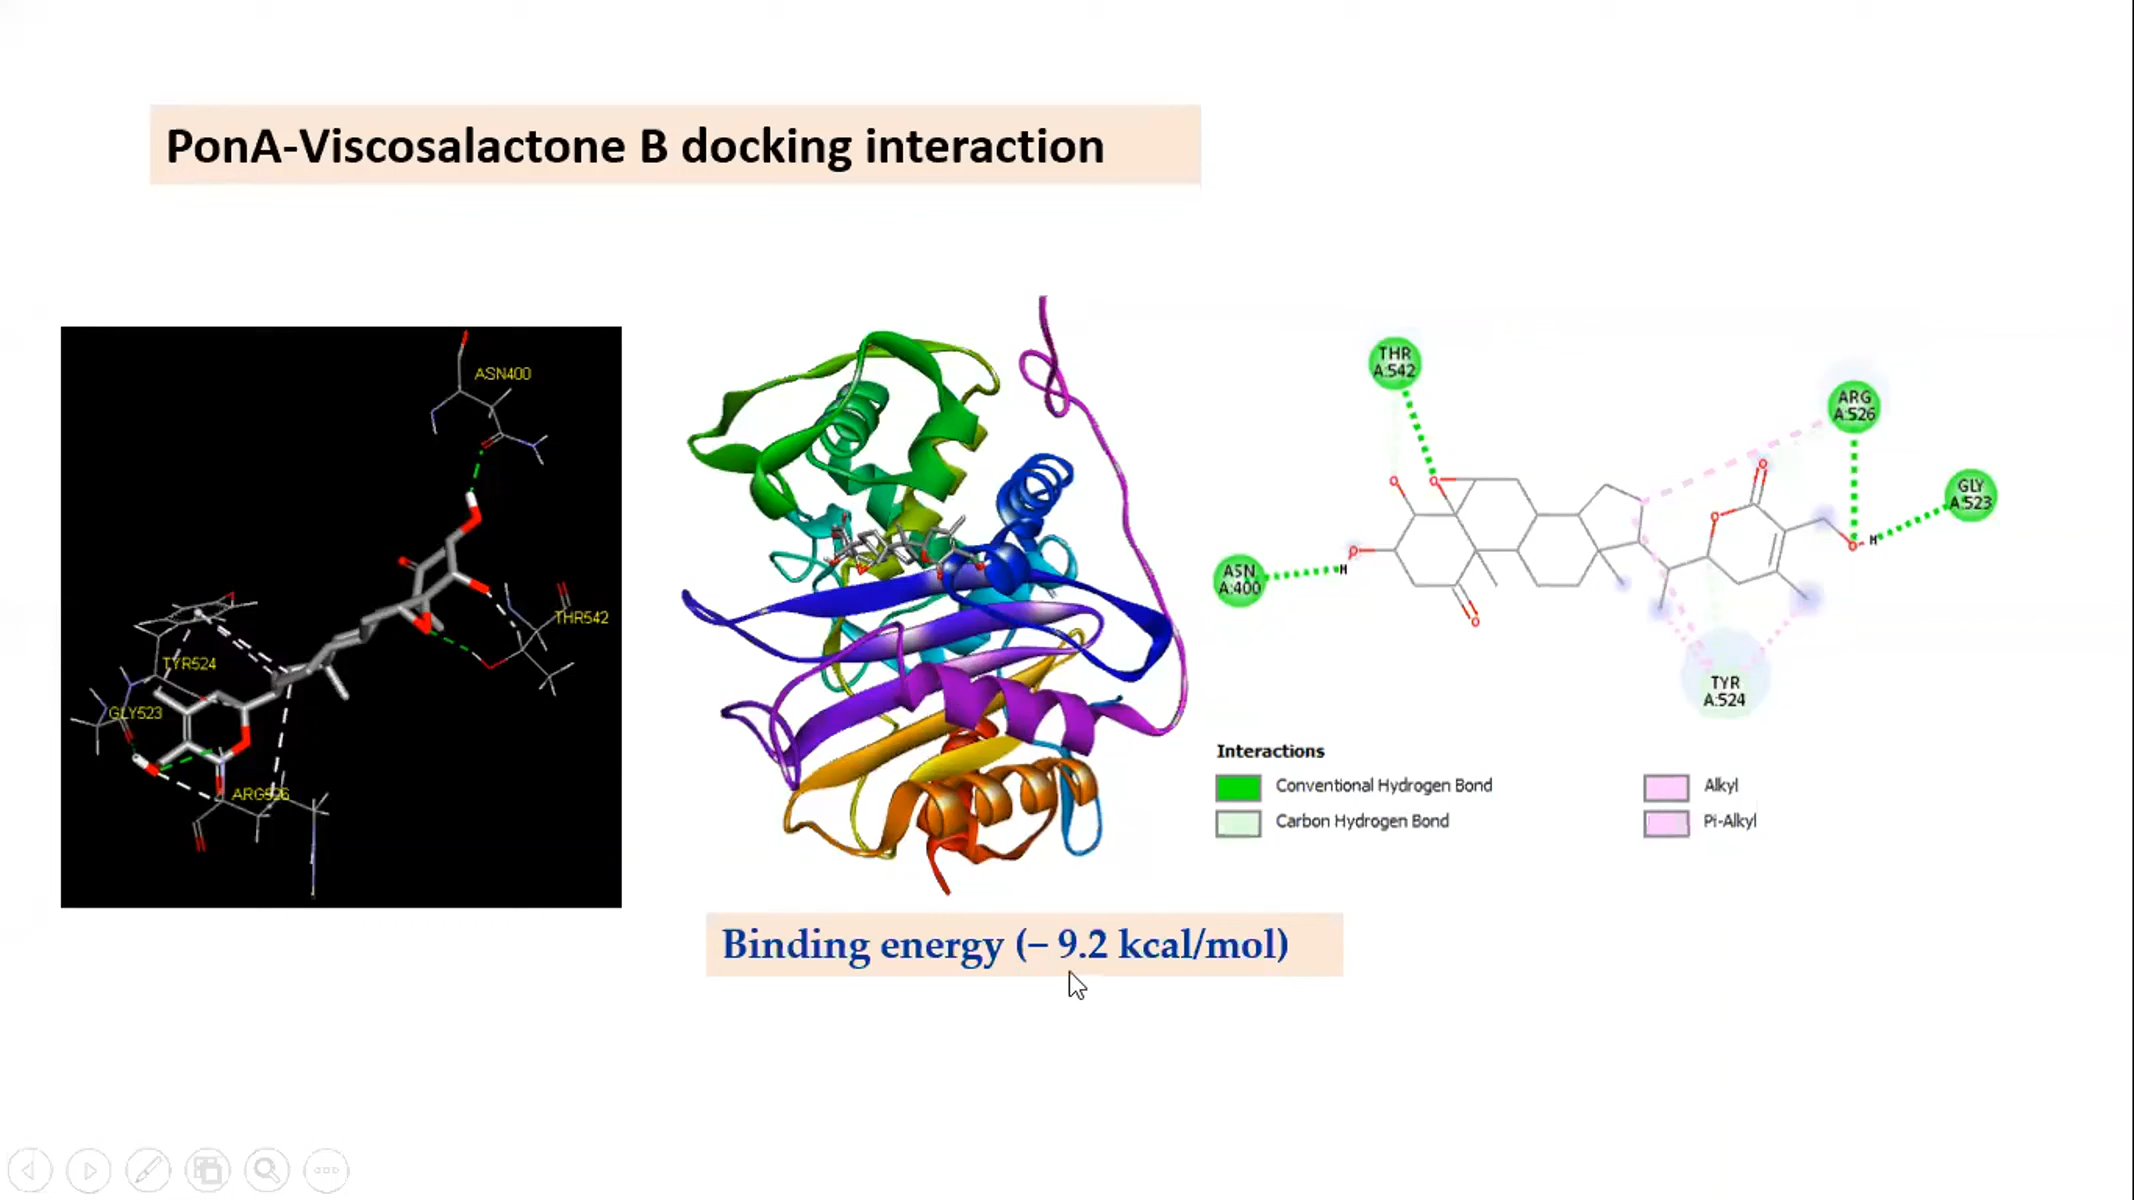 PonA-Viscosalactone B docking interaction
ASN400
THR542
TYR524
GLY523
ARG526
THR
A:542
ARG
A:526
GLY
A:523
ASN
A:400
TYR
A:524
O
O
O
H
O
O
O
O
H
Interactions
Conventional Hydrogen Bond
Carbon Hydrogen Bond
Alkyl
Pi-Alkyl
Binding energy (– 9.2 kcal/mol)